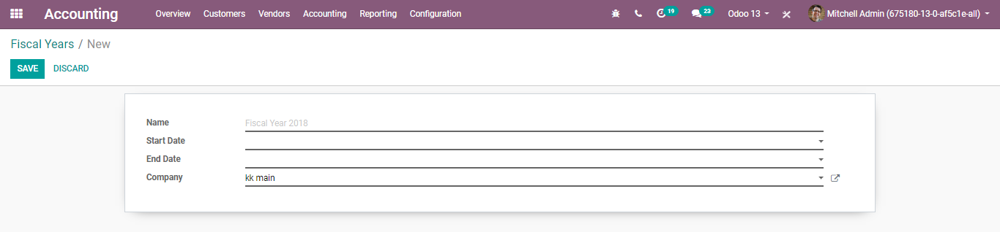 Accounting Overview Customers Vendors Accounting Reporting Configuration 19 23 Odoo 13 Mitchell Admin (675180-13-0-af5c1e-all)
Fiscal Years / New
SAVE DISCARD
Name Fiscal Year 2018
Start Date
End Date
Company kk main